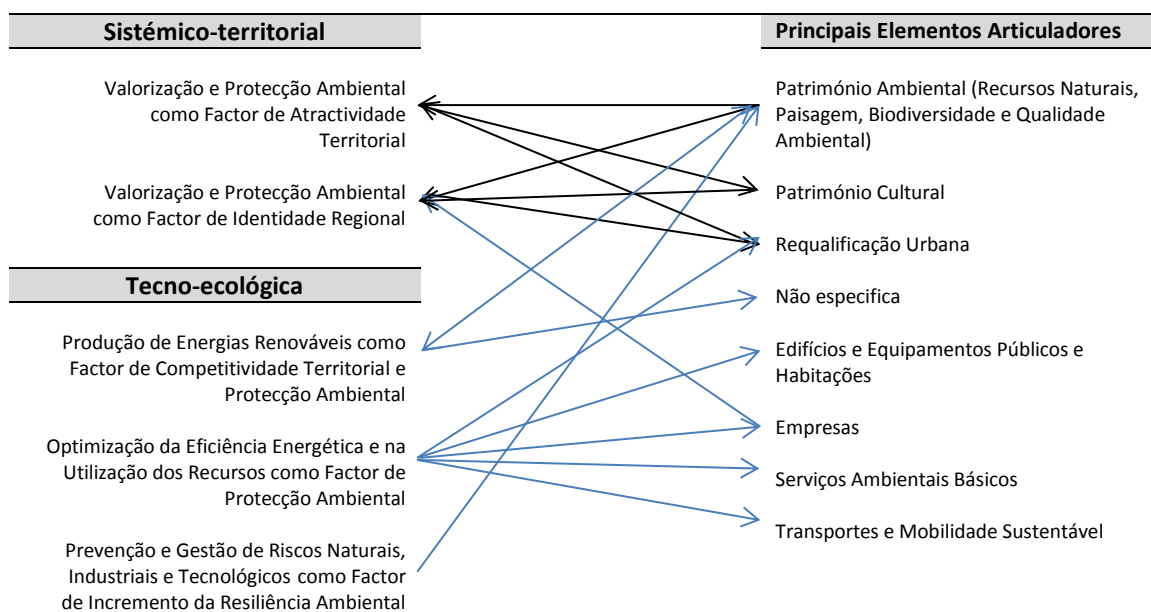 Sistémico-territorial
Valorização e Protecção Ambiental
como Factor de Atractividade
Territorial
Valorização e Protecção Ambiental
como Factor de Identidade Regional
Tecno-ecológica
Produção de Energias Renováveis como
Factor de Competitividade Territorial e
Protecção Ambiental
Optimização da Eficiência Energética e na
Utilização dos Recursos como Factor de
Protecção Ambiental
Prevenção e Gestão de Riscos Naturais,
Industriais e Tecnológicos como Factor
de Incremento da Resiliência Ambiental
Principais Elementos Articuladores
Património Ambiental (Recursos Naturais,
Paisagem, Biodiversidade e Qualidade
Ambiental)
Património Cultural
Requalificação Urbana
Não especifica
Edifícios e Equipamentos Públicos e
Habitações
Empresas
Serviços Ambientais Básicos
Transportes e Mobilidade Sustentável